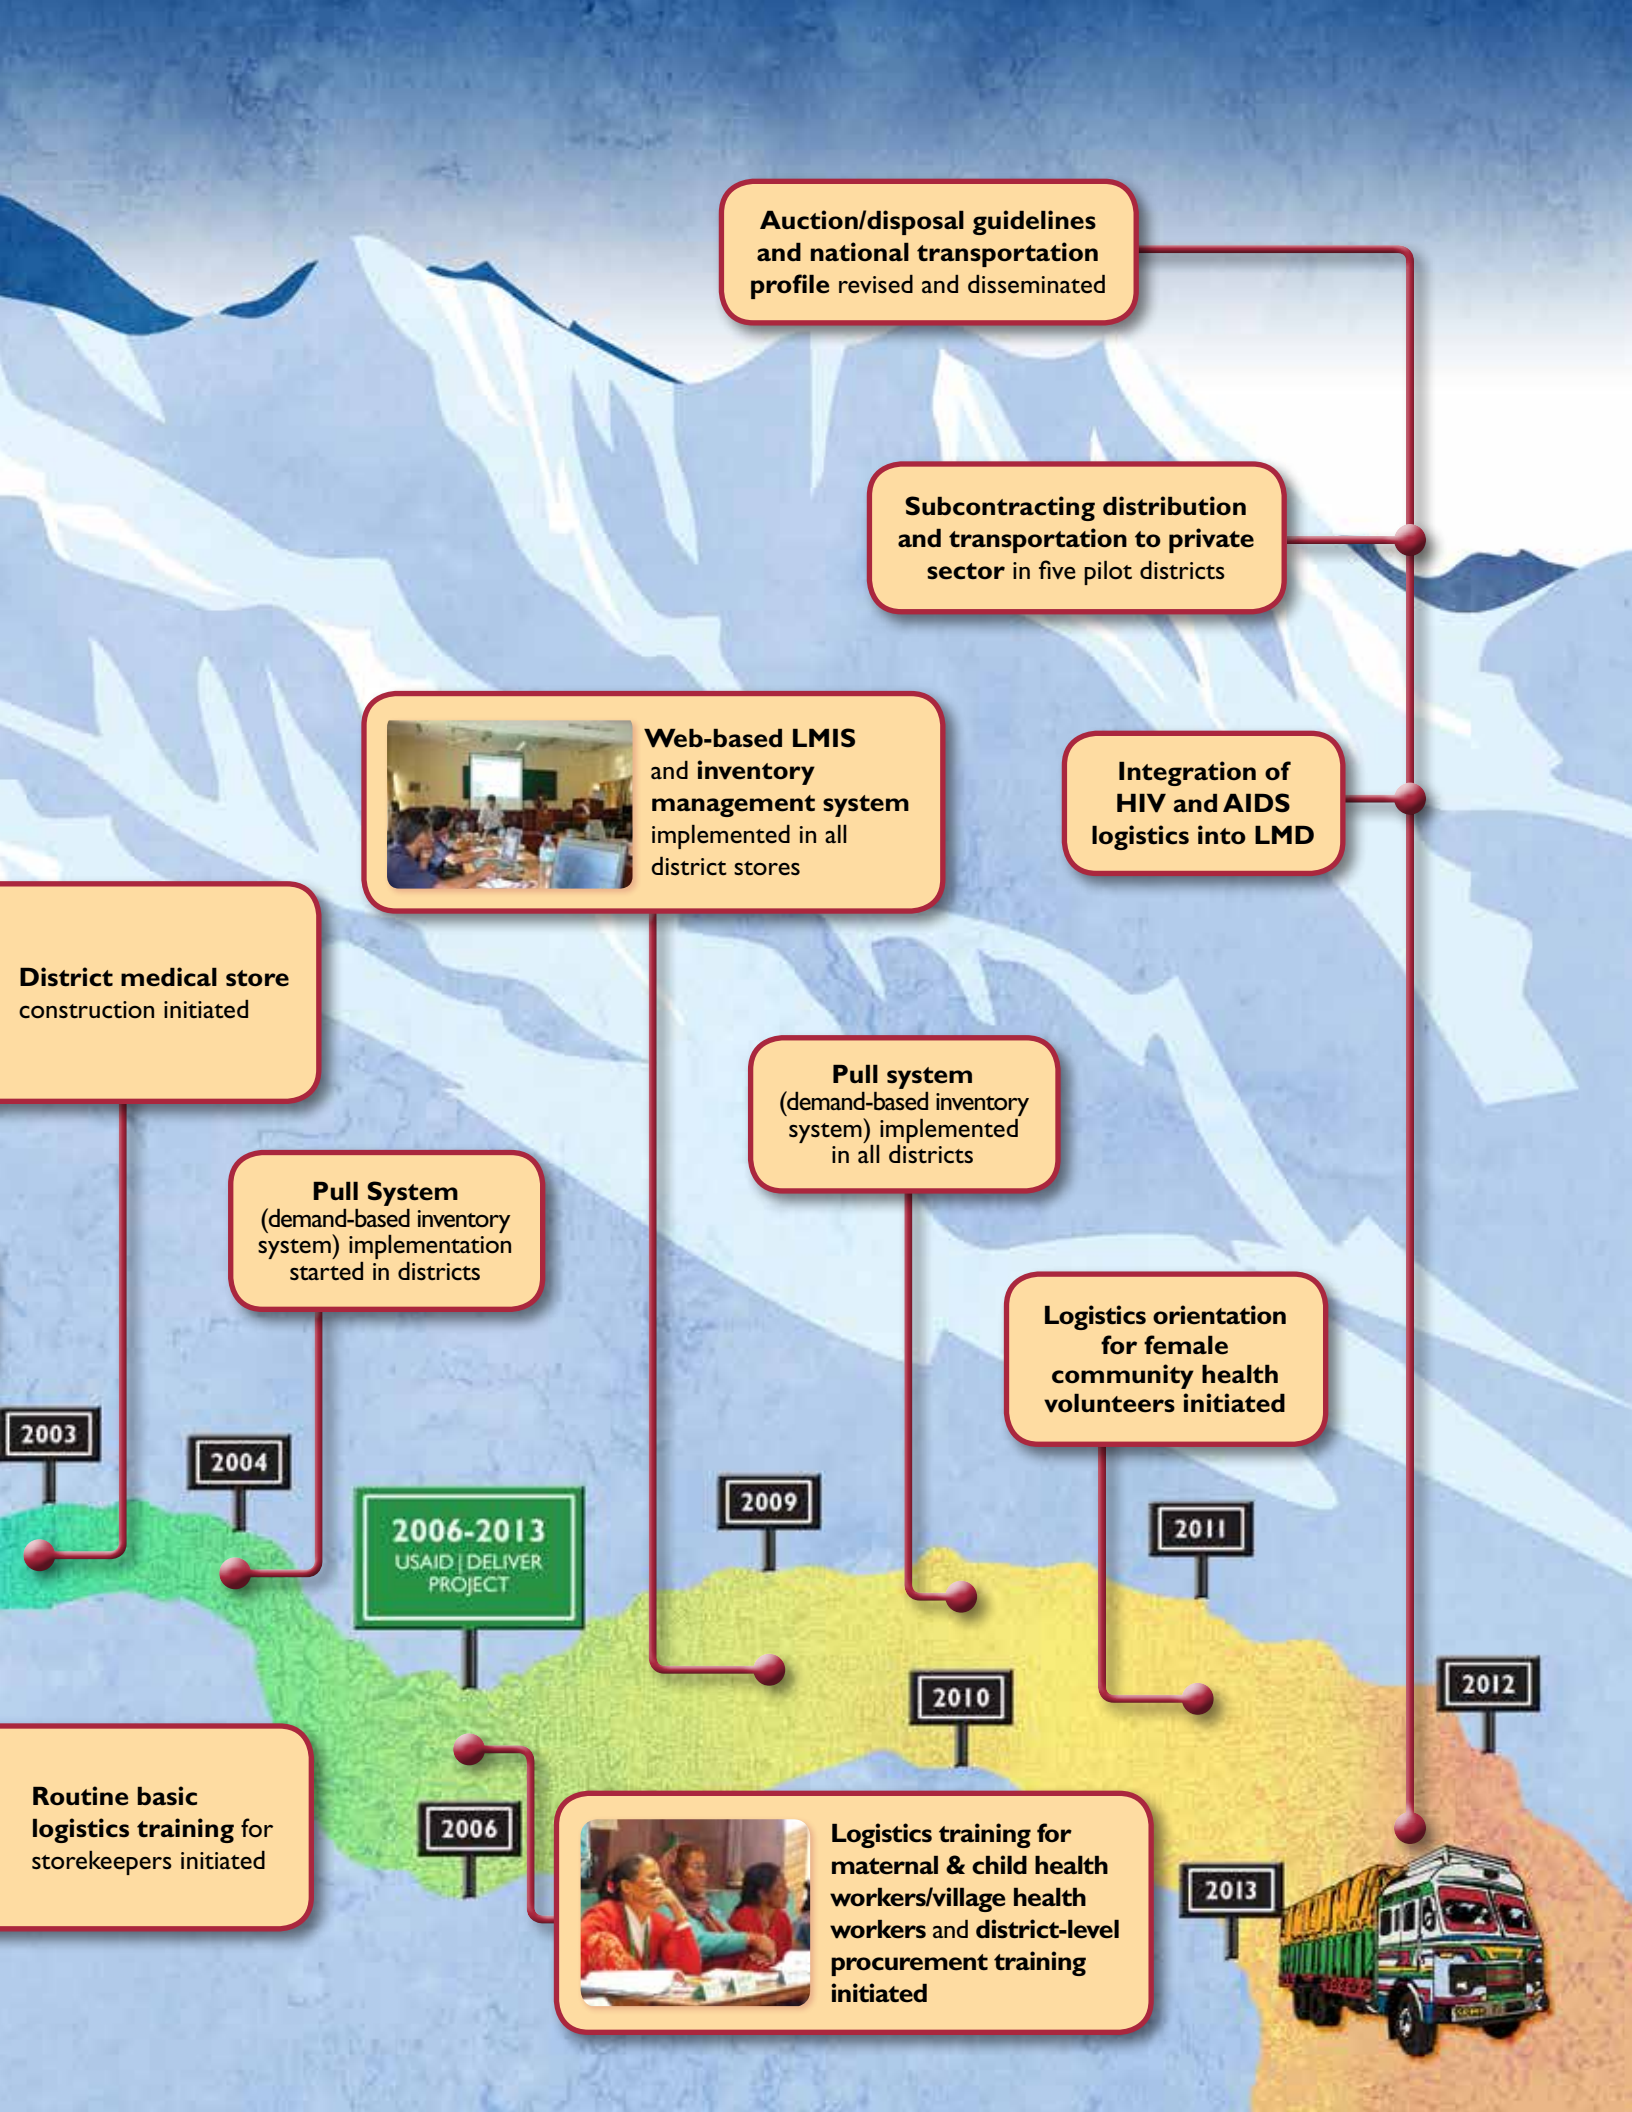 Auction/disposal guidelines
and national transportation
profile revised and disseminated
Subcontracting distribution
and transportation to private
sector in five pilot districts
Web-based LMIS
and inventory
management system
implemented in all
district stores
Integration of
HIV and AIDS
logistics into LMD
District medical store
construction initiated
Pull system
(demand-based inventory
system) implemented
in all districts
Pull System
(demand-based inventory
system) implementation
started in districts
Logistics orientation
for female
community health
volunteers initiated
2003
2004
2006-2013
USAID | DELIVER
PROJECT
2009
2011
2010
2012
Routine basic
logistics training for
storekeepers initiated
2006
Logistics training for
maternal & child health
workers/village health
workers and district-level
procurement training
initiated
2013